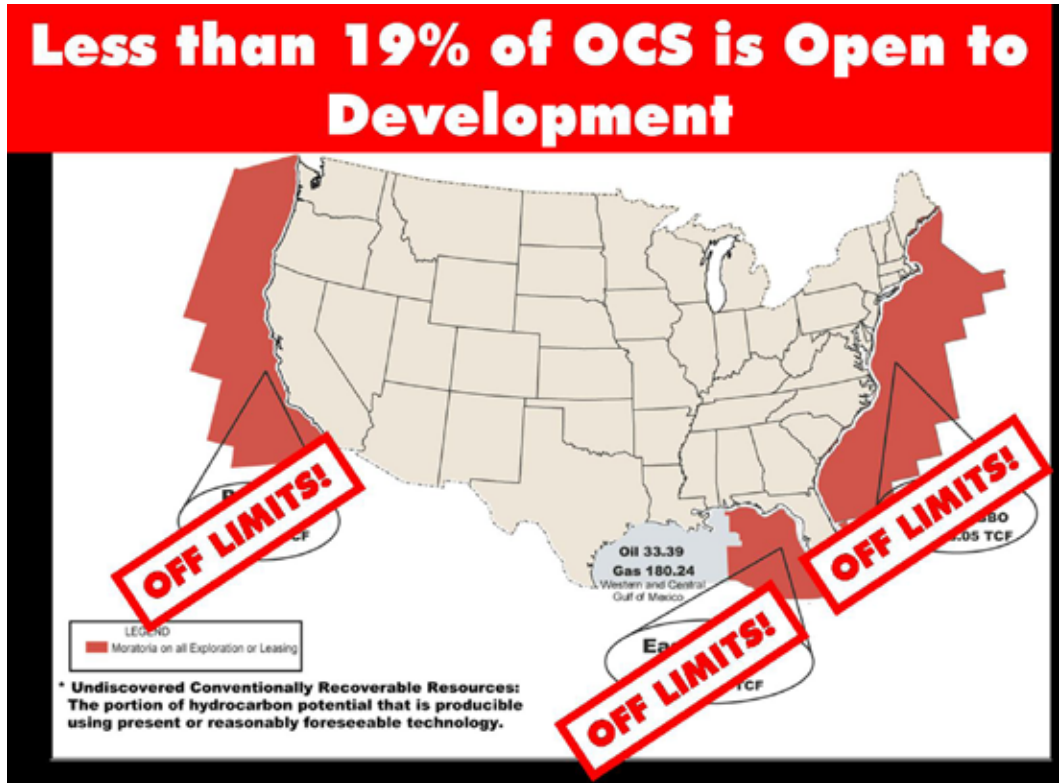 Less than 19% of OCS is Open to
Development
OFF LIMITS!
OFF LIMITS!
OFF LIMITS!
TCF
Oil 33.39
Gas 180.24
Western and Central
Gulf of Mexico
LEGEND
Moratoria on all Exploration or Leasing
* Undiscovered Conventionally Recoverable Resources:
The portion of hydrocarbon potential that is producible
using present or reasonably foreseeable technology.